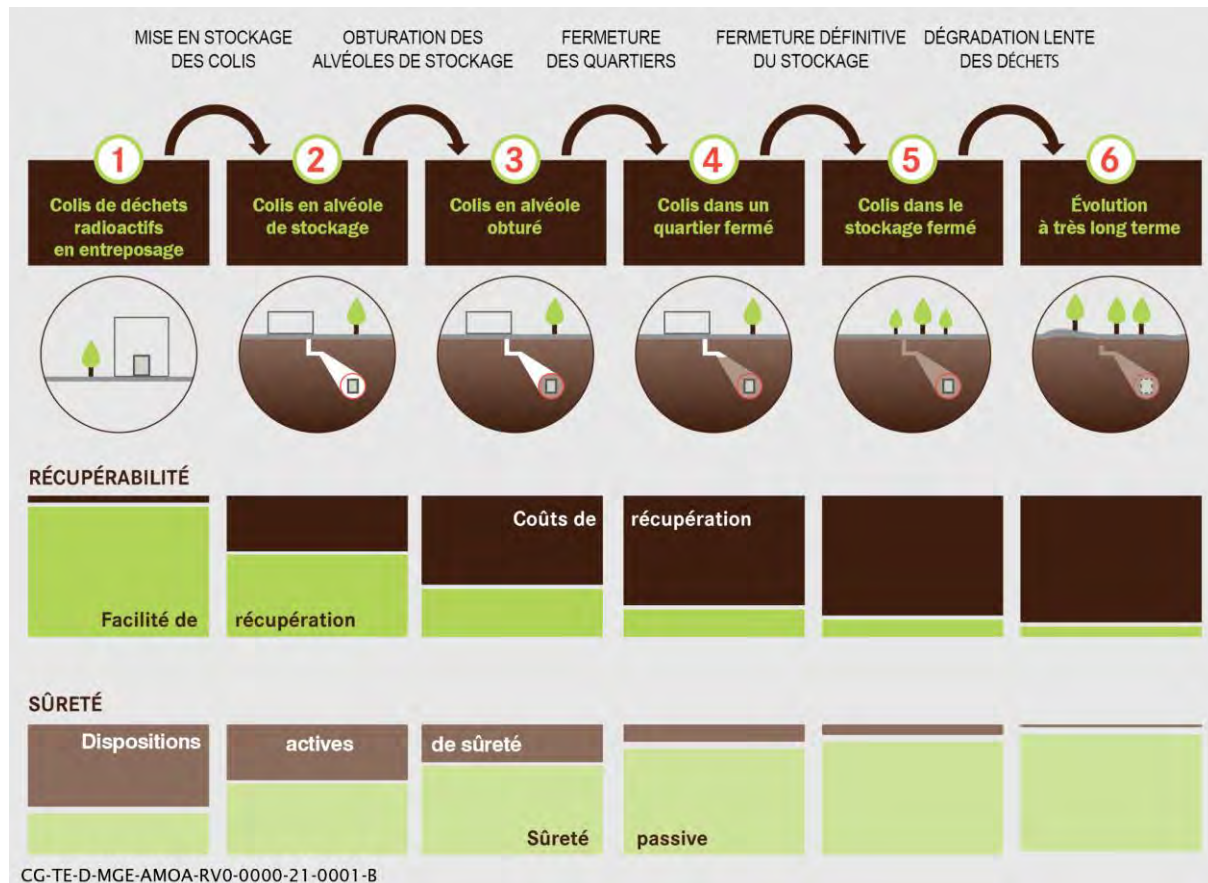 MISE EN STOCKAGE
DES COLIS
OBTURATION DES
ALVÉOLES DE STOCKAGE
FERMETURE
DES QUARTIERS
FERMETURE DÉFINITIVE
DU STOCKAGE
DÉGRADATION LENTE
DES DÉCHETS
1
Colis de déchets
radioactifs
en entreposage
2
Colis en alvéole
de stockage
3
Colis en alvéole
obturé
4
Colis dans un
quartier fermé
5
Colis dans le
stockage fermé
6
Évolution
à très long terme
RÉCUPÉRABILITÉ
Coûts de récupération
Facilité de récupération
SÛRETÉ
Dispositions actives de sûreté
Sûreté passive
CG-TE-D-MGE-AMOA-RV0-0000-21-0001-B